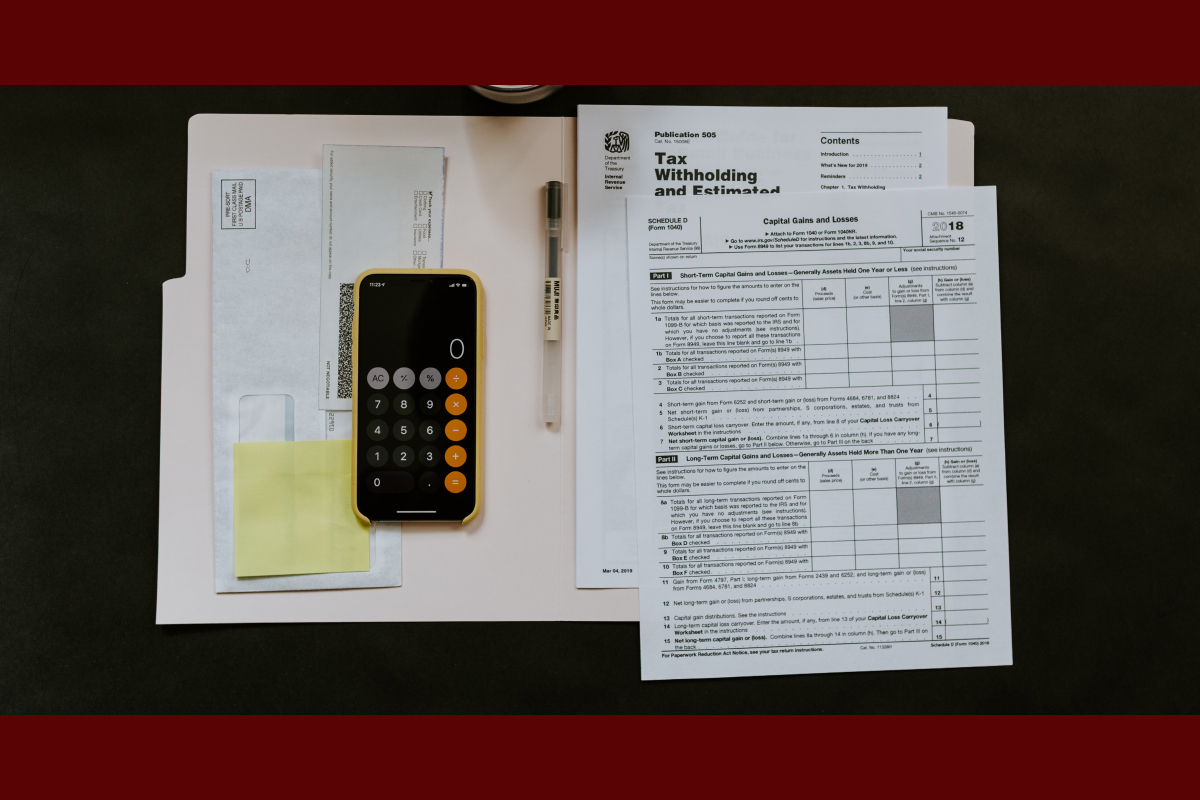 PRE-SORT
FIRST CLASS MAIL
U S POSTAGE PAID
DMA
Track your expenses
NOT NEGOTIABLE
11:23
0
AC
%
÷
7 8 9 ×
4 5 6 −
1 2 3 +
0 . =
MUJI
Department
of the
Treasury
Internal
Revenue
Service
Publication 505
Tax
Withholding
and Estimated
Contents
Introduction . . . 1
What's New for 2019 . . . 2
Reminders . . . 2
Chapter 1. Tax Withholding
Mar 04, 2019
SCHEDULE D
(Form 1040)
Department of the Treasury
Internal Revenue Service (99)
Capital Gains and Losses
▶ Attach to Form 1040 or Form 1040NR.
▶ Go to www.irs.gov/ScheduleD for instructions and the latest information.
▶ Use Form 8949 to list your transactions for lines 1b, 2, 3, 8b, 9, and 10.
OMB No. 1545-0074
2018
Attachment
Sequence No. 12
Name(s) shown on return
Your social security number
Part I Short-Term Capital Gains and Losses—Generally Assets Held One Year or Less (see instructions)
See instructions for how to figure the amounts to enter on the
lines below.
This form may be easier to complete if you round off cents to
whole dollars.
(d)
Proceeds
(sales price)
(e)
Cost
(or other basis)
(g)
Adjustments
to gain or loss from
Form(s) 8949, Part I,
line 2, column (g)
(h) Gain or (loss)
Subtract column (e)
from column (d) and
combine the result
with column (g)
1a Totals for all short-term transactions reported on Form
1099-B for which basis was reported to the IRS and for
which you have no adjustments (see instructions).
However, if you choose to report all these transactions
on Form 8949, leave this line blank and go to line 1b
1b Totals for all transactions reported on Form(s) 8949 with
Box A checked
2 Totals for all transactions reported on Form(s) 8949 with
Box B checked
3 Totals for all transactions reported on Form(s) 8949 with
Box C checked
4 Short-term gain from Form 6252 and short-term gain or (loss) from Forms 4684, 6781, and 8824 4
5 Net short-term gain or (loss) from partnerships, S corporations, estates, and trusts from
Schedule(s) K-1 5
6 Short-term capital loss carryover. Enter the amount, if any, from line 8 of your Capital Loss Carryover
Worksheet in the instructions 6
7 Net short-term capital gain or (loss). Combine lines 1a through 6 in column (h). If you have any long-
term capital gains or losses, go to Part II below. Otherwise, go to Part III on the back 7
Part II Long-Term Capital Gains and Losses—Generally Assets Held More Than One Year (see instructions)
See instructions for how to figure the amounts to enter on the
lines below.
This form may be easier to complete if you round off cents to
whole dollars.
(d)
Proceeds
(sales price)
(e)
Cost
(or other basis)
(g)
Adjustments
to gain or loss from
Form(s) 8949, Part II,
line 2, column (g)
(h) Gain or (loss)
Subtract column (e)
from column (d) and
combine the result
with column (g)
8a Totals for all long-term transactions reported on Form
1099-B for which basis was reported to the IRS and for
which you have no adjustments (see instructions).
However, if you choose to report all these transactions
on Form 8949, leave this line blank and go to line 8b
8b Totals for all transactions reported on Form(s) 8949 with
Box D checked
9 Totals for all transactions reported on Form(s) 8949 with
Box E checked
10 Totals for all transactions reported on Form(s) 8949 with
Box F checked
11 Gain from Form 4797, Part I; long-term gain from Forms 2439 and 6252; and long-term gain or (loss)
from Forms 4684, 6781, and 8824 11
12 Net long-term gain or (loss) from partnerships, S corporations, estates, and trusts from Schedule(s) K-1 12
13 Capital gain distributions. See the instructions 13
14 Long-term capital loss carryover. Enter the amount, if any, from line 13 of your Capital Loss Carryover
Worksheet in the instructions 14
15 Net long-term capital gain or (loss). Combine lines 8a through 14 in column (h). Then go to Part III on
the back 15
For Paperwork Reduction Act Notice, see your tax return instructions.
Cat. No. 11338H
Schedule D (Form 1040) 2018